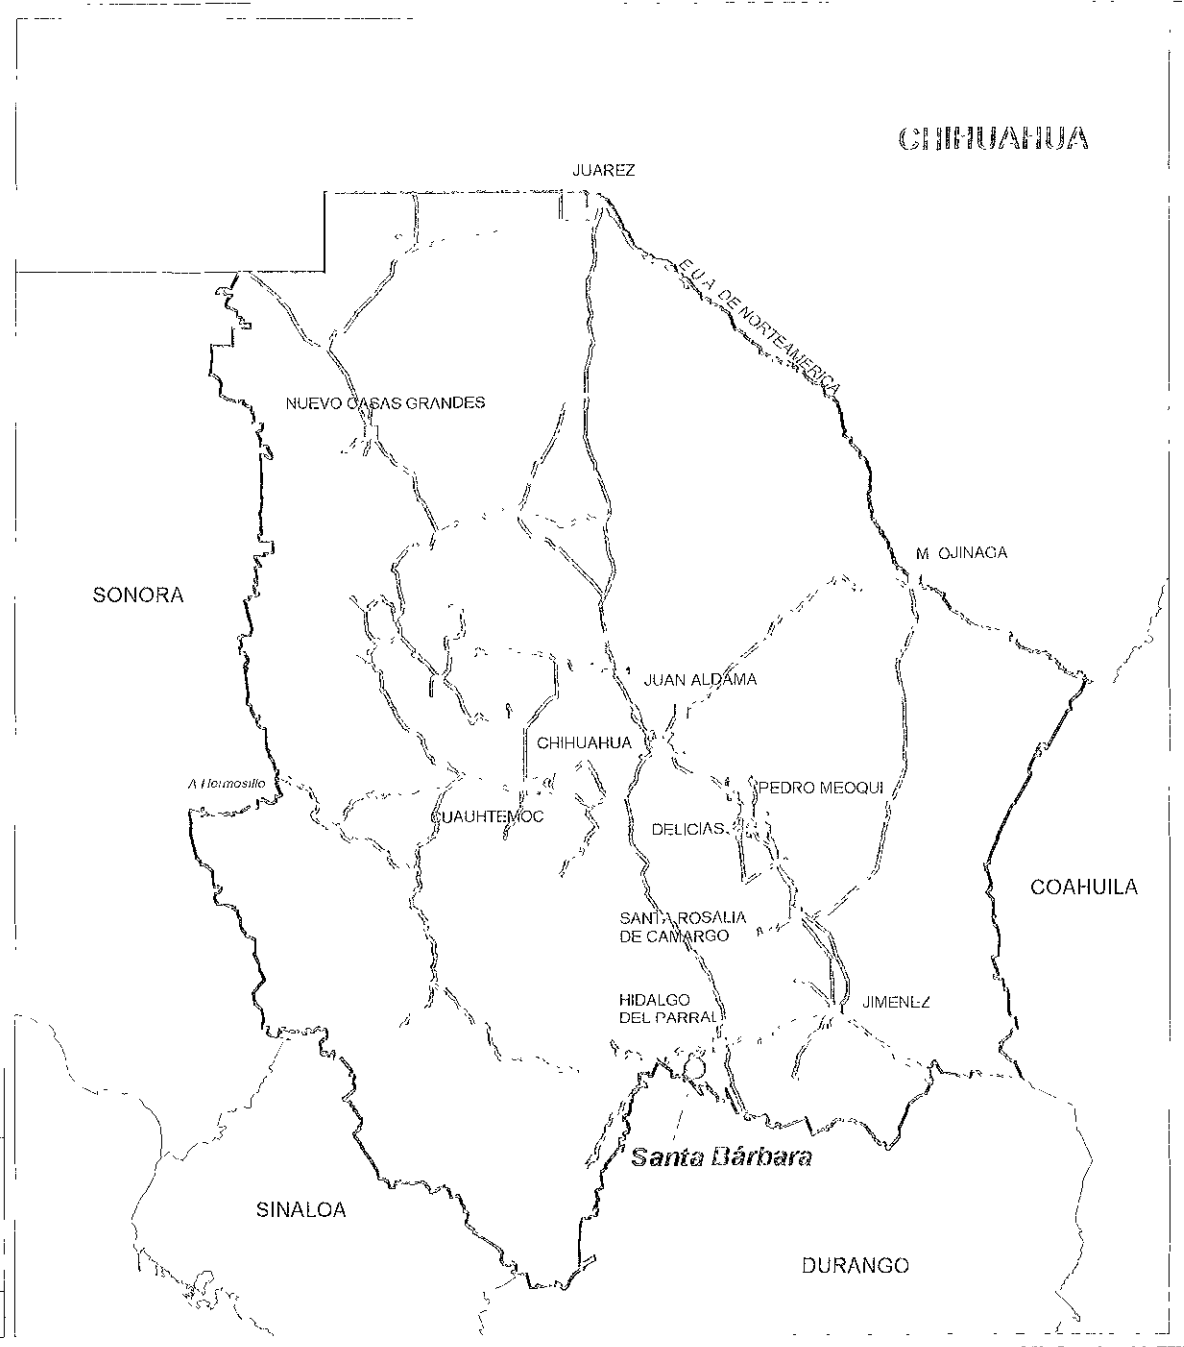 CHIHUAHUA
JUAREZ
E.U.A. DE NORTEAMERICA
NUEVO CASAS GRANDES
M. OJINAGA
SONORA
JUAN ALDAMA
CHIHUAHUA
A Hermosillo
PEDRO MEOQUI
CUAUHTEMOC
DELICIAS
COAHUILA
SANTA ROSALIA
DE CAMARGO
HIDALGO
DEL PARRAL
JIMENEZ
Santa Bárbara
SINALOA
DURANGO